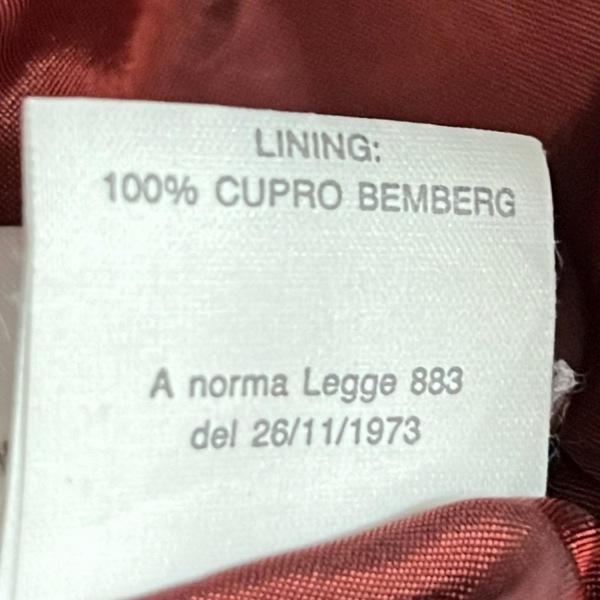 LINING:
100% CUPRO BEMBERG
A norma Legge 883
del 26/11/1973